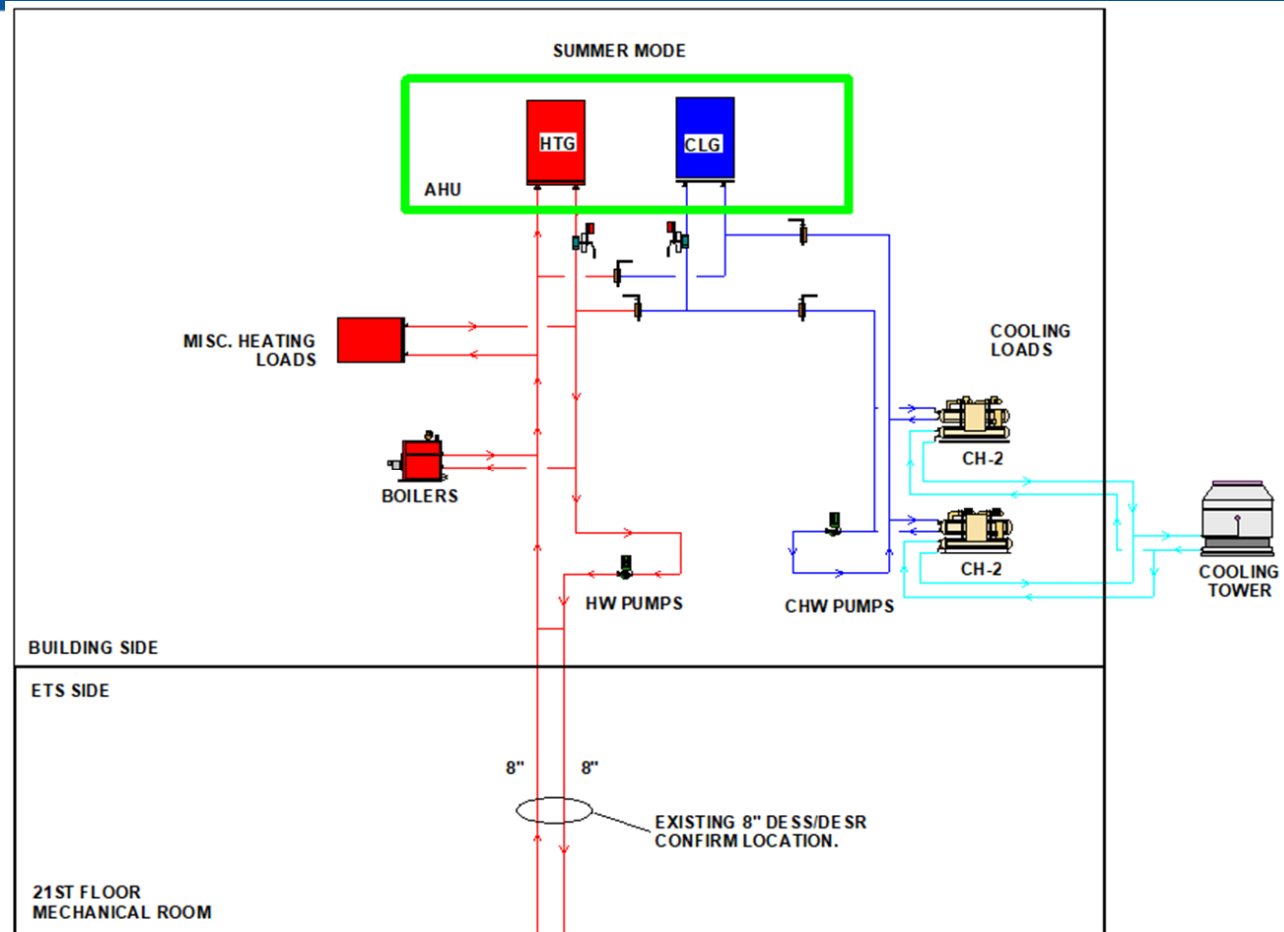 SUMMER MODE
HTG
CLG
AHU
MISC. HEATING
LOADS
COOLING
LOADS
CH-2
BOILERS
CH-2
COOLING
TOWER
HW PUMPS
CHW PUMPS
BUILDING SIDE
ETS SIDE
8"
8"
EXISTING 8" DESS/DESR
CONFIRM LOCATION.
21ST FLOOR
MECHANICAL ROOM